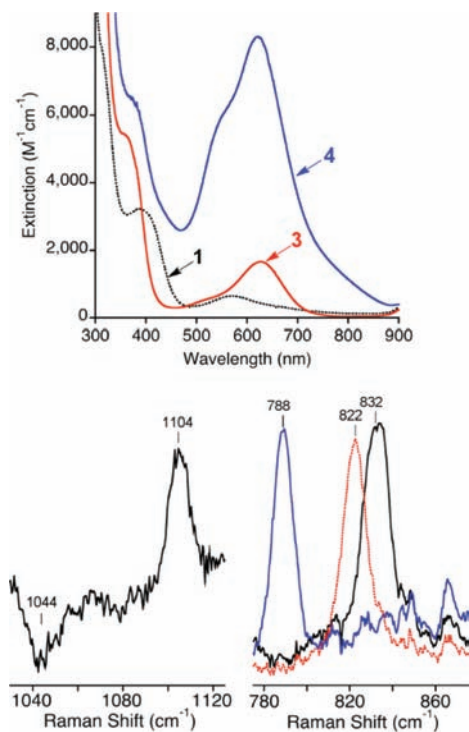 8,000
6,000
4,000
2,000
0
Extinction (M⁻¹cm⁻¹)
4
1
3
300 400 500 600 700 800 900
Wavelength (nm)
1104
1044
1040 1080 1120
Raman Shift (cm⁻¹)
788
832
822
780 820 860
Raman Shift (cm⁻¹)